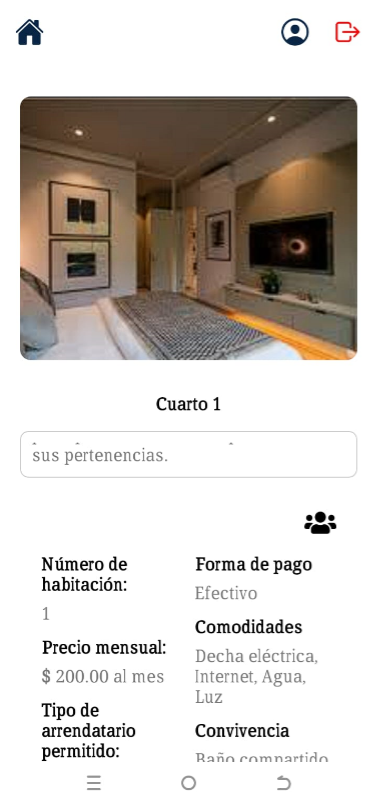 Cuarto 1
sus pertenencias.
Número de
habitación:
1
Precio mensual:
$ 200.00 al mes
Tipo de
arrendatario
permitido:
Forma de pago
Efectivo
Comodidades
Decha eléctrica,
Internet, Agua,
Luz
Convivencia
Baño compartido